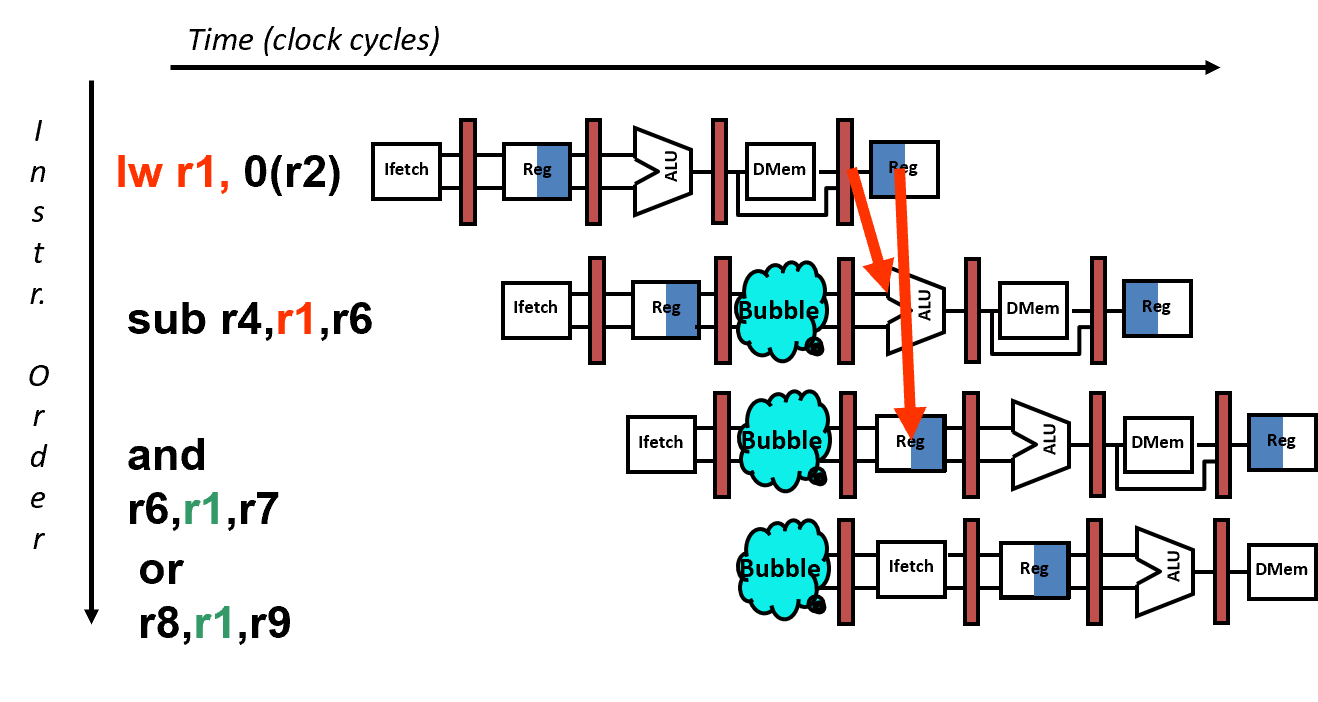 Time (clock cycles)
Instr. Order
lw r1, 0(r2)
Ifetch
Reg
ALU
DMem
Reg
sub r4,r1,r6
Ifetch
Reg
Bubble
ALU
DMem
Reg
and
r6,r1,r7
Ifetch
Bubble
Reg
ALU
DMem
Reg
or
r8,r1,r9
Bubble
Ifetch
Reg
ALU
DMem